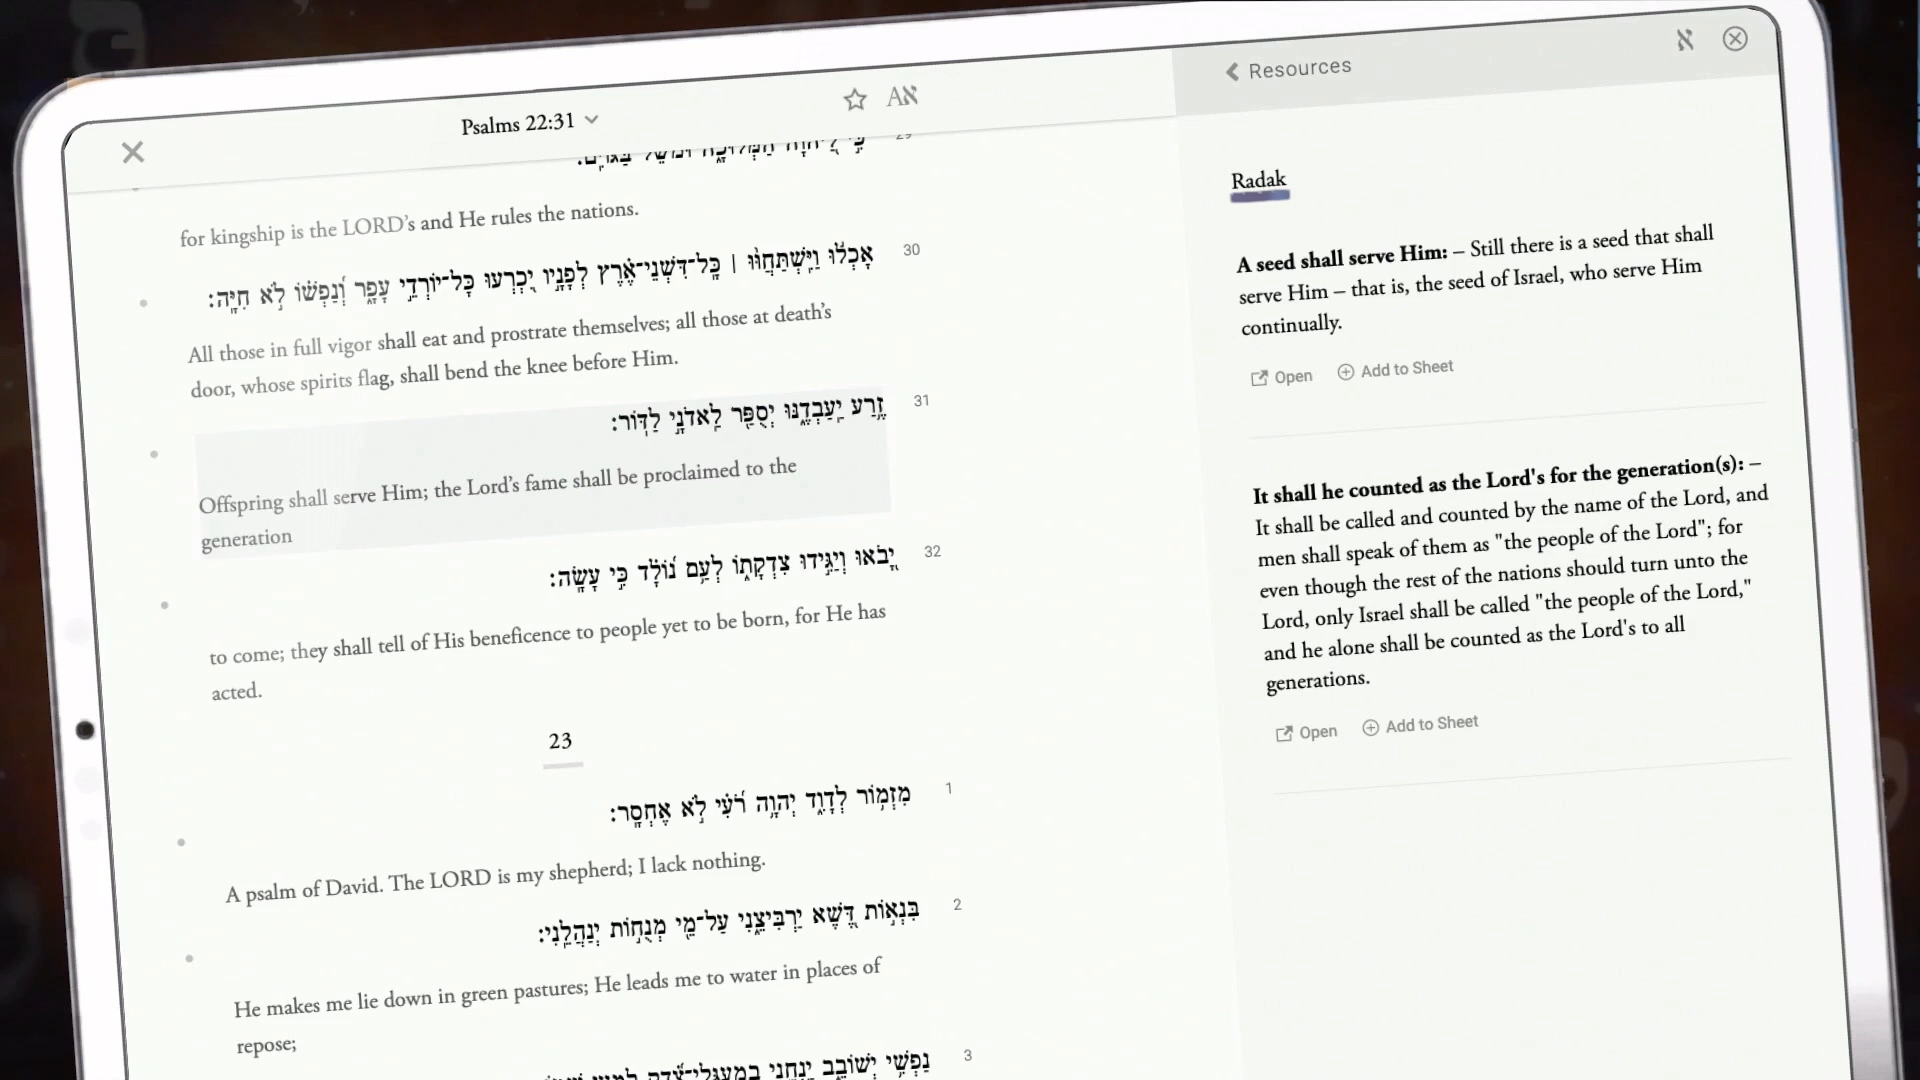 Psalms 22:31
Aא
29
for kingship is the LORD's and He rules the nations.
אָכְל֬וּ וַיִּֽשְׁתַּחֲו֨וּ ׀ כׇּֽל־דִּשְׁנֵי־אֶ֗רֶץ לְפָנָ֣יו יִ֭כְרְעוּ כׇּל־יוֹרְדֵ֣י עָפָ֑ר וְ֝נַפְשׁ֗וֹ לֹ֣א חִיָּֽה׃ 30
All those in full vigor shall eat and prostrate themselves; all those at death's
door, whose spirits flag, shall bend the knee before Him.
זֶ֥רַע יַֽעַבְדֶ֑נּוּ יְסֻפַּ֖ר לַֽאדֹנָ֣י לַדּֽוֹר׃ 31
Offspring shall serve Him; the Lord's fame shall be proclaimed to the
generation
יָ֭בֹאוּ וְיַגִּ֣ידוּ צִדְקָת֑וֹ לְעַ֥ם נ֝וֹלָ֗ד כִּ֣י עָשָֽׂה׃ 32
to come; they shall tell of His beneficence to people yet to be born, for He has
acted.
23
מִזְמ֥וֹר לְדָוִ֑ד יְהֹוָ֥ה רֹ֝עִ֗י לֹ֣א אֶחְסָֽר׃ 1
A psalm of David. The LORD is my shepherd; I lack nothing.
בִּנְא֣וֹת דֶּ֭שֶׁא יַרְבִּיצֵ֑נִי עַל־מֵ֖י מְנֻח֣וֹת יְנַהֲלֵֽנִי׃ 2
He makes me lie down in green pastures; He leads me to water in places of
repose;
נַפְשִׁ֥י יְשׁוֹבֵ֑ב יַֽנְחֵ֥נִי בְמַעְגְּלֵי־צֶ֝֗דֶק 3
Resources
א
Radak
A seed shall serve Him: – Still there is a seed that shall
serve Him – that is, the seed of Israel, who serve Him
continually.
Open Add to Sheet
It shall he counted as the Lord's for the generation(s): –
It shall be called and counted by the name of the Lord, and
men shall speak of them as "the people of the Lord"; for
even though the rest of the nations should turn unto the
Lord, only Israel shall be called "the people of the Lord,"
and he alone shall be counted as the Lord's to all
generations.
Open Add to Sheet